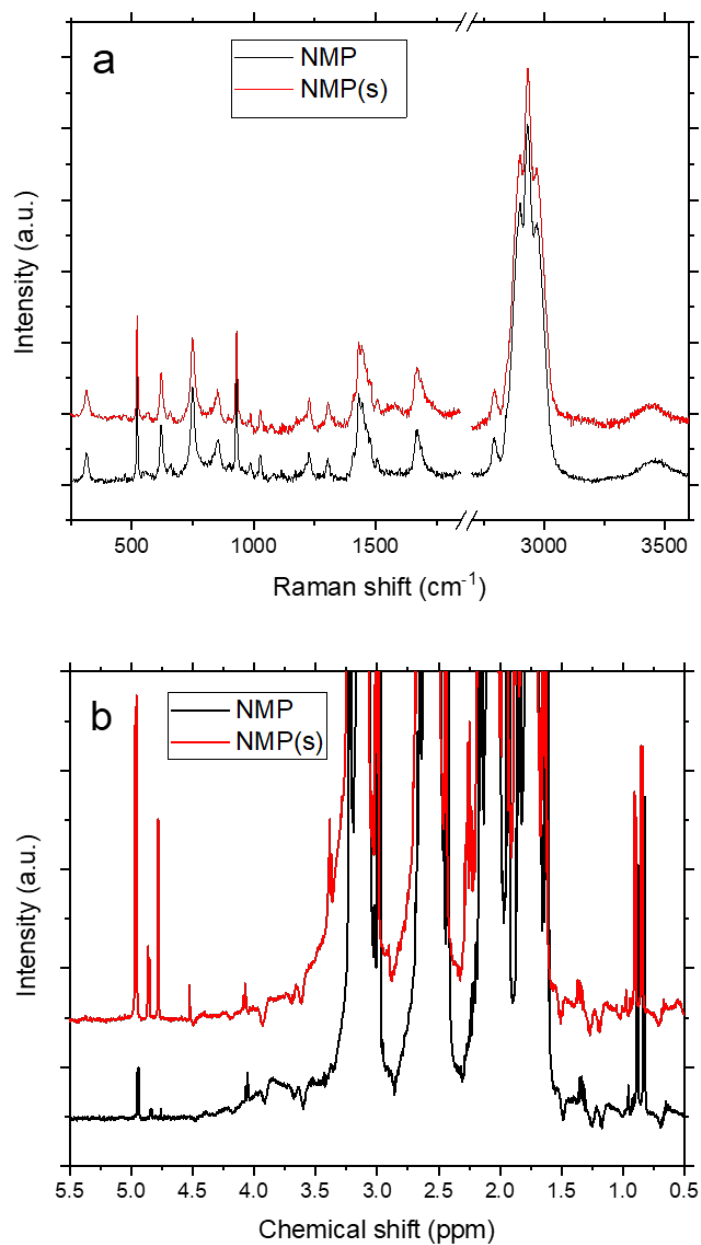 a
NMP
NMP(s)
Intensity (a.u.)
500 1000 1500 3000 3500
Raman shift (cm⁻¹)
b
NMP
NMP(s)
Intensity (a.u.)
5.5 5.0 4.5 4.0 3.5 3.0 2.5 2.0 1.5 1.0 0.5
Chemical shift (ppm)